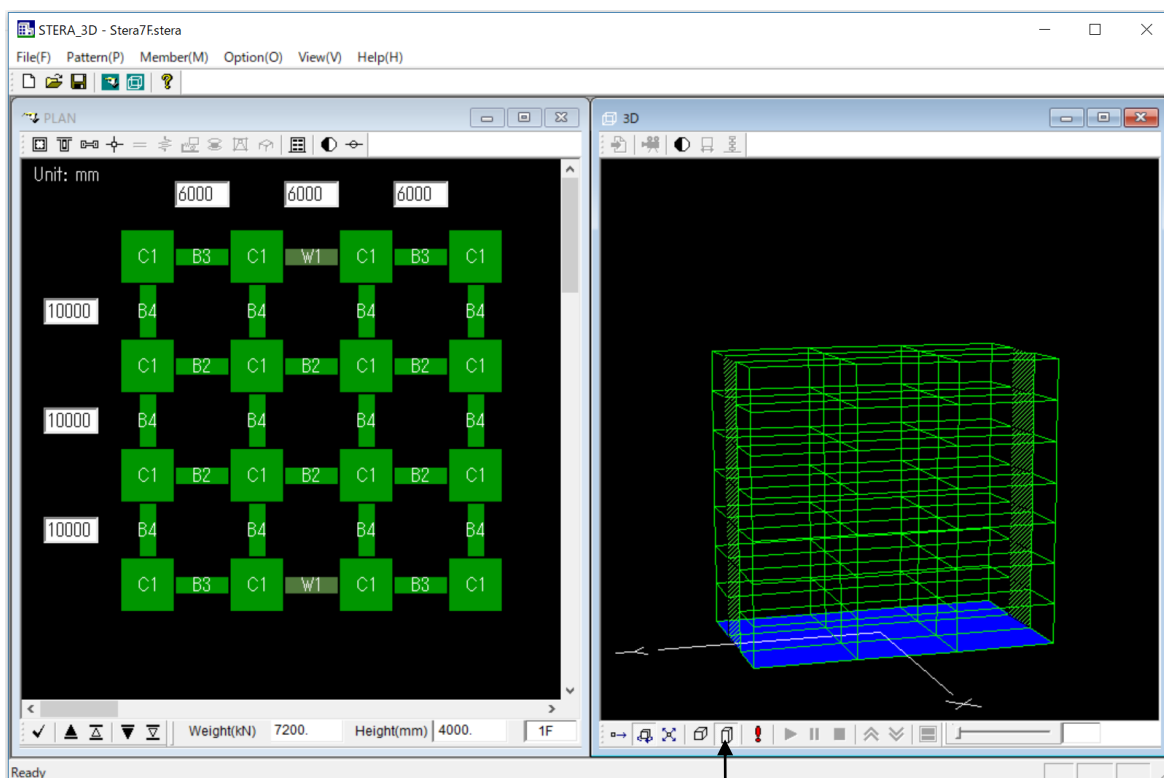 STERA_3D - Stera7F.stera
File(F) Pattern(P) Member(M) Option(O) View(V) Help(H)
PLAN
Unit: mm
6000 6000 6000
C1 B3 C1 W1 C1 B3 C1
10000 B4 B4 B4 B4
C1 B2 C1 B2 C1 B2 C1
10000 B4 B4 B4 B4
C1 B2 C1 B2 C1 B2 C1
10000 B4 B4 B4 B4
C1 B3 C1 W1 C1 B3 C1
Weight(kN) 7200. Height(mm) 4000. 1F
3D
Y
X
Ready